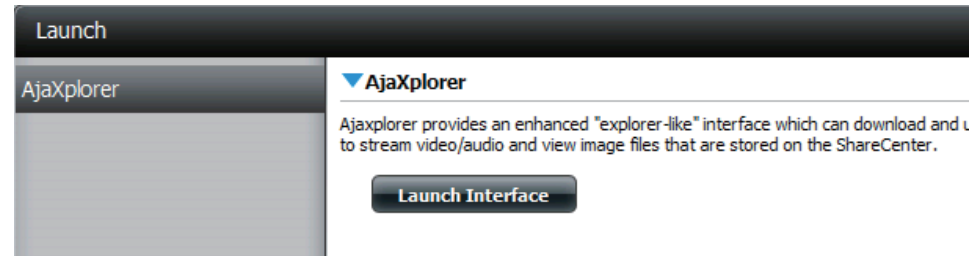 Launch
AjaXplorer
AjaXplorer
Ajaxplorer provides an enhanced "explorer-like" interface which can download and
to stream video/audio and view image files that are stored on the ShareCenter.
Launch Interface